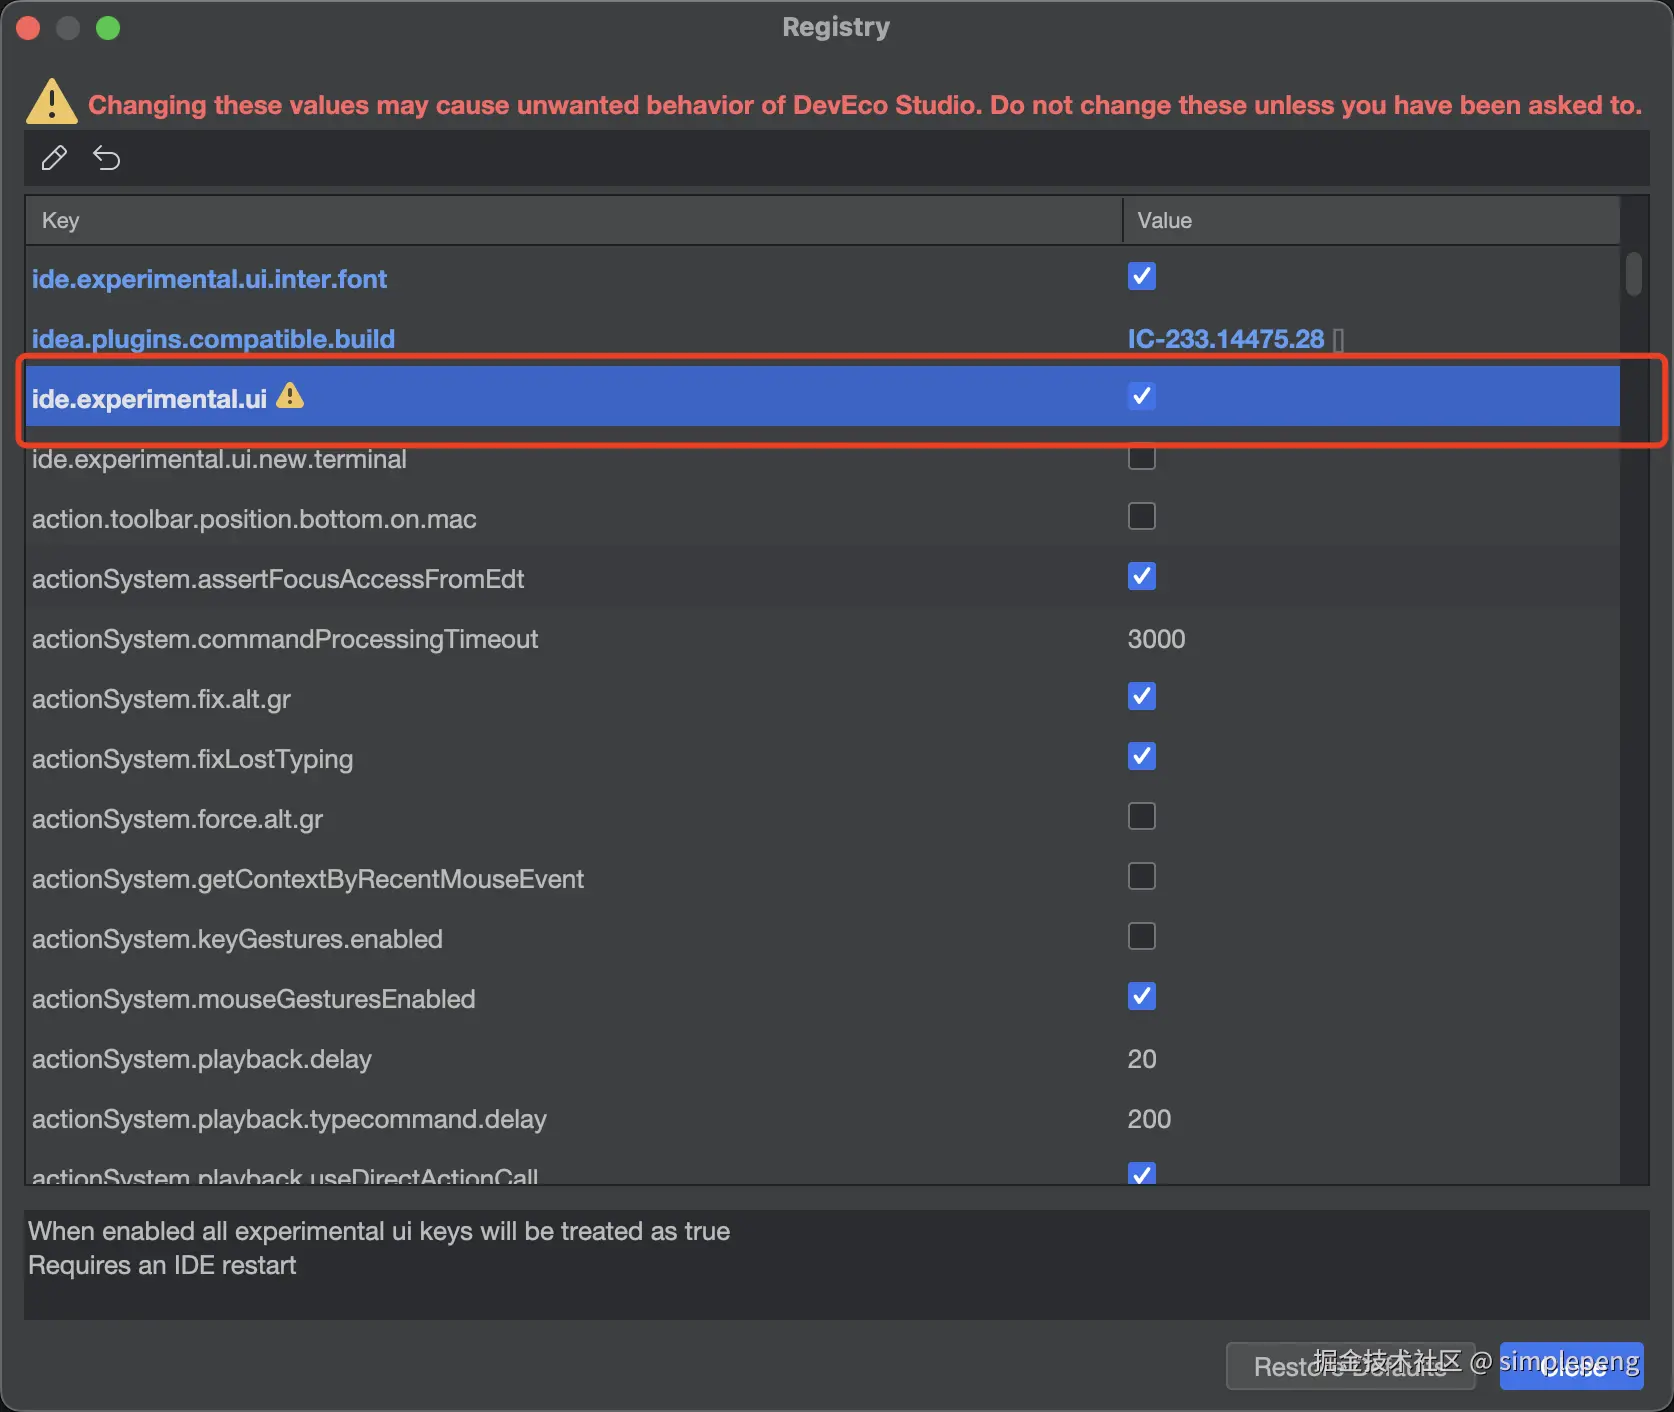 Registry
Changing these values may cause unwanted behavior of DevEco Studio. Do not change these unless you have been asked to.
Key Value
ide.experimental.ui.inter.font
idea.plugins.compatible.build IC-233.14475.28 []
ide.experimental.ui
ide.experimental.ui.new.terminal
action.toolbar.position.bottom.on.mac
actionSystem.assertFocusAccessFromEdt
actionSystem.commandProcessingTimeout 3000
actionSystem.fix.alt.gr
actionSystem.fixLostTyping
actionSystem.force.alt.gr
actionSystem.getContextByRecentMouseEvent
actionSystem.keyGestures.enabled
actionSystem.mouseGesturesEnabled
actionSystem.playback.delay 20
actionSystem.playback.typecommand.delay 200
actionSystem.playback.useDirectActionCall
When enabled all experimental ui keys will be treated as true
Requires an IDE restart
Restore Defaults Close
掘金技术社区 @ simplepeng